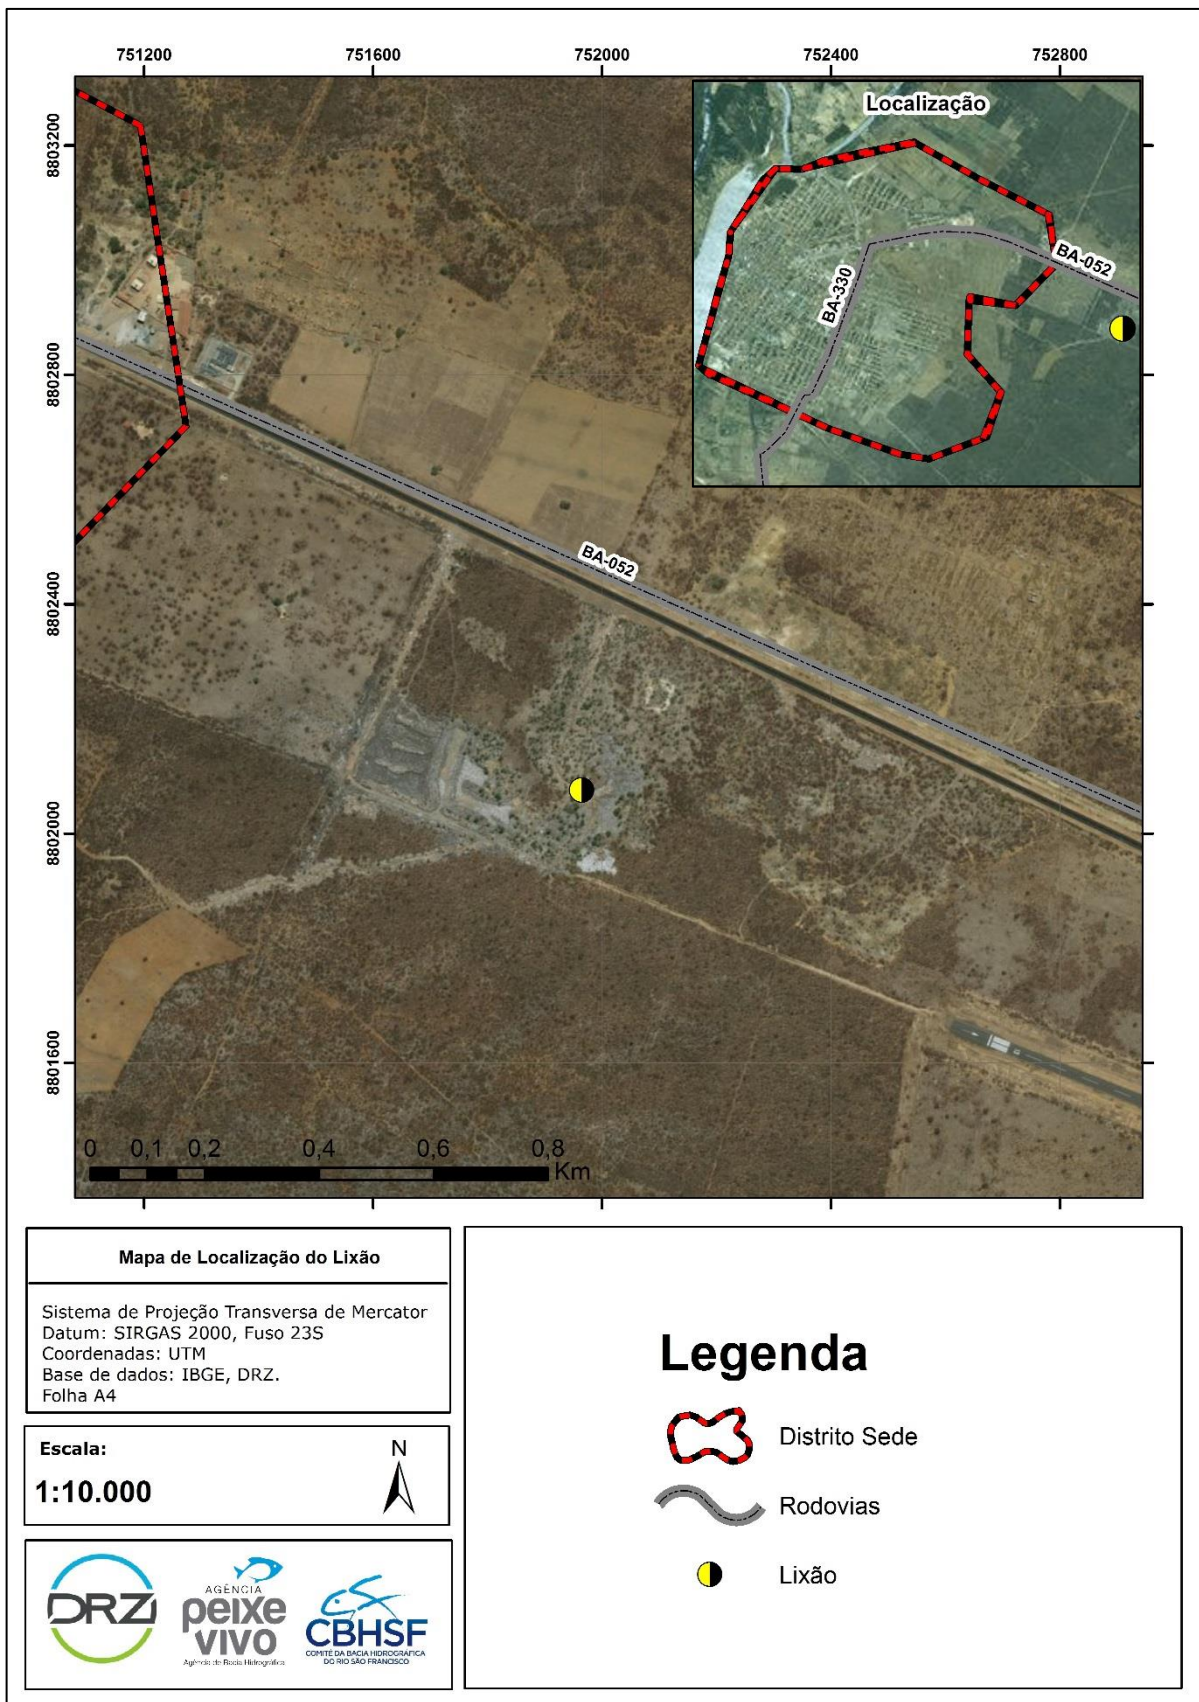 751200
751600
752000
752400
752800
8803200
8802800
8802400
8802000
8801600
Localização
BA-052
BA-330
BA-052
0 0,1 0,2 0,4 0,6 0,8
Km
Mapa de Localização do Lixão
Sistema de Projeção Transversa de Mercator
Datum: SIRGAS 2000, Fuso 23S
Coordenadas: UTM
Base de dados: IBGE, DRZ.
Folha A4
Escala:
1:10.000
N
Legenda
Distrito Sede
Rodovias
Lixão
DRZ
AGÊNCIA
peixe
vivo
Agência de Bacia Hidrográfica
CBHSF
COMITÊ DA BACIA HIDROGRÁFICA
DO RIO SÃO FRANCISCO